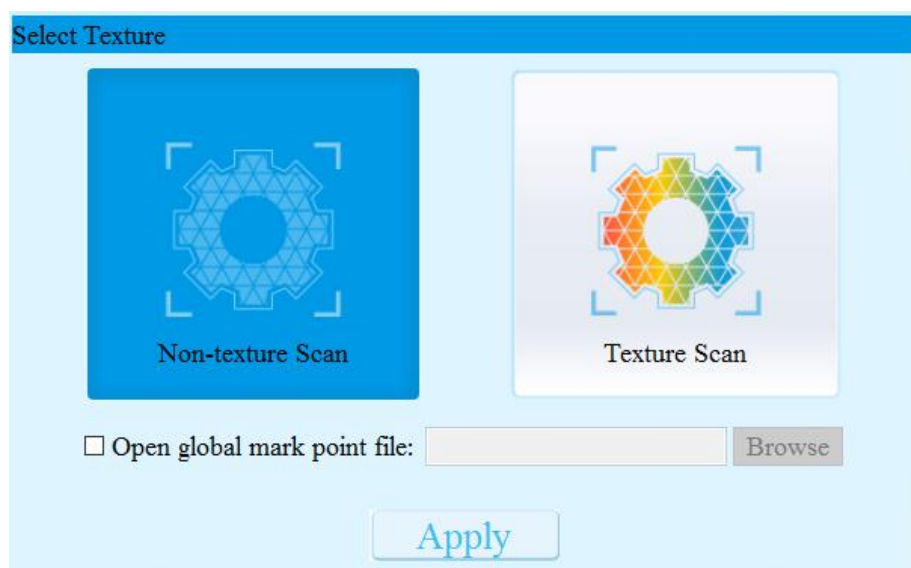 Select Texture
Non-texture Scan
Texture Scan
Open global mark point file:
Browse
Apply